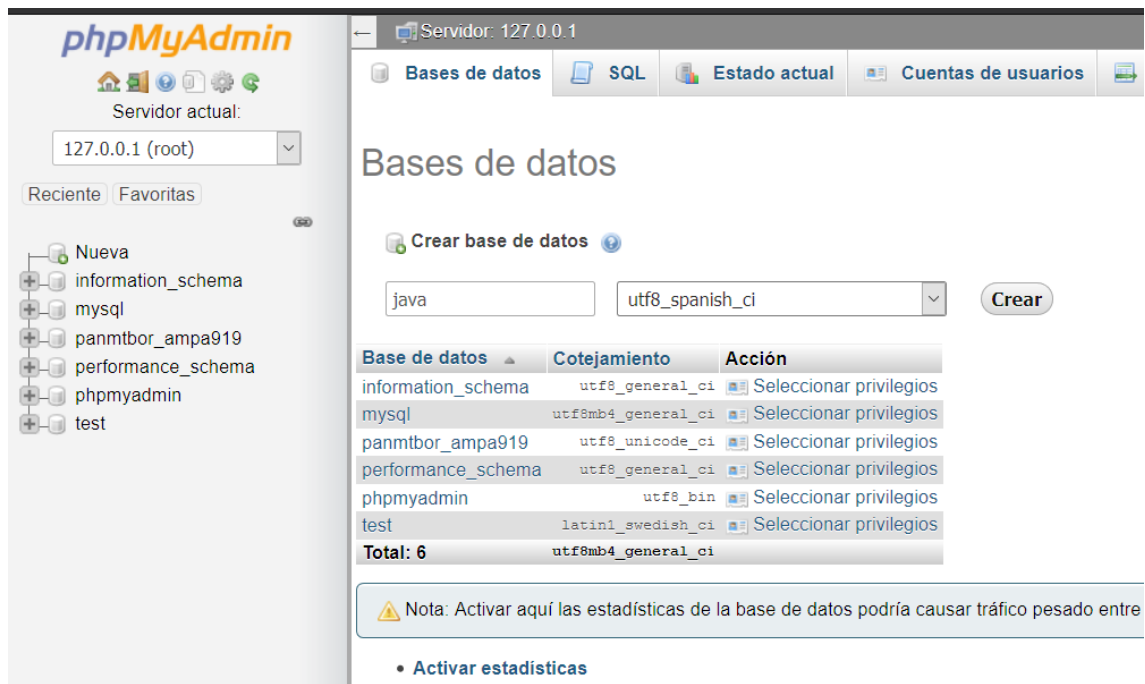 phpMyAdmin
Servidor actual:
127.0.0.1 (root)
Reciente Favoritas
Nueva
information_schema
mysql
panmtbor_ampa919
performance_schema
phpmyadmin
test
← Servidor: 127.0.0.1
Bases de datos SQL Estado actual Cuentas de usuarios
Bases de datos
Crear base de datos
java utf8_spanish_ci Crear
Base de datos Cotejamiento Acción
information_schema utf8_general_ci Seleccionar privilegios
mysql utf8mb4_general_ci Seleccionar privilegios
panmtbor_ampa919 utf8_unicode_ci Seleccionar privilegios
performance_schema utf8_general_ci Seleccionar privilegios
phpmyadmin utf8_bin Seleccionar privilegios
test latin1_swedish_ci Seleccionar privilegios
Total: 6 utf8mb4_general_ci
Nota: Activar aquí las estadísticas de la base de datos podría causar tráfico pesado entre
• Activar estadísticas